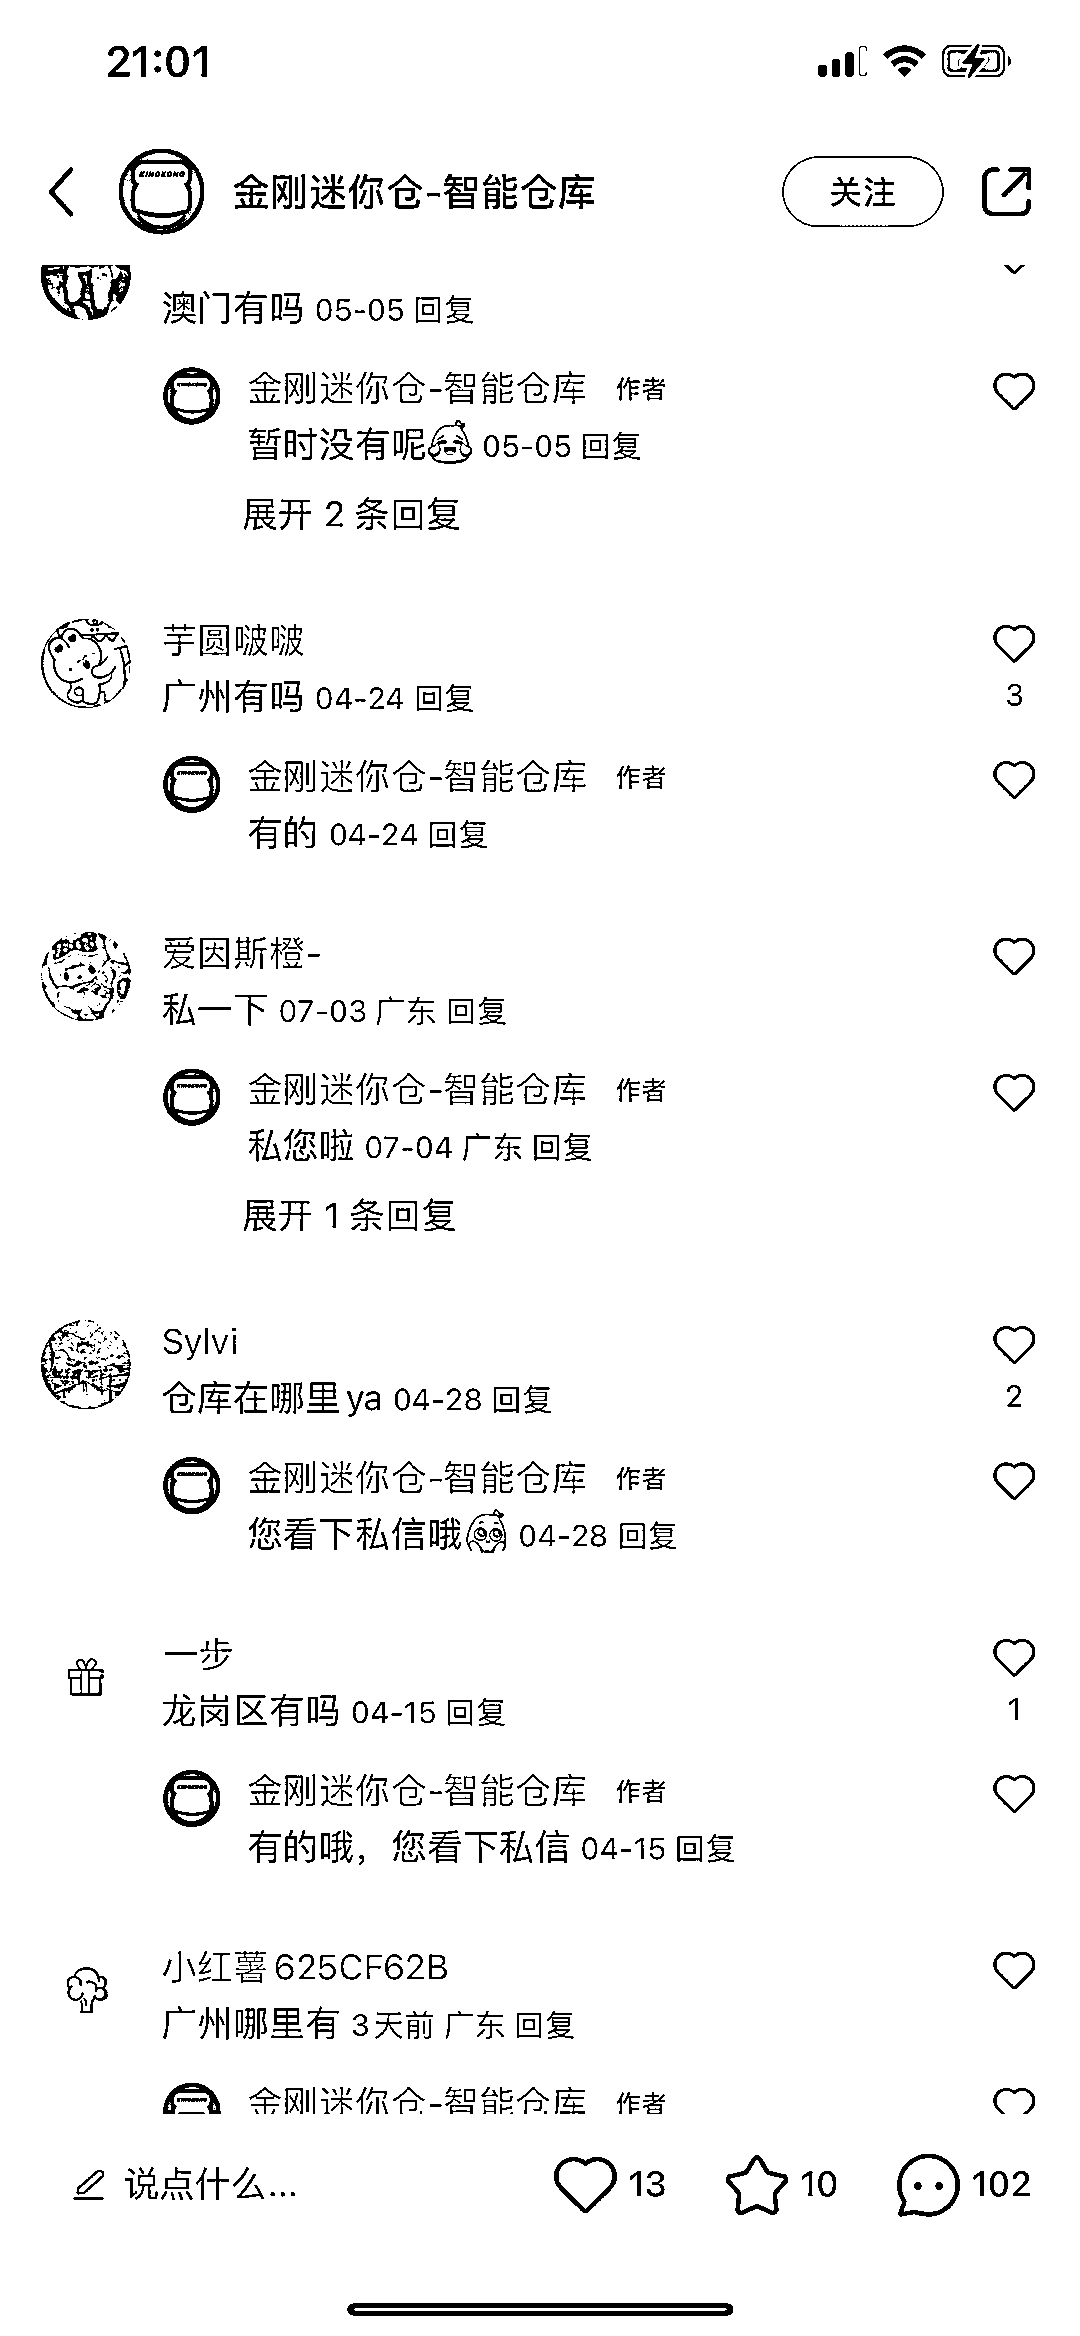 21:01
KINGKONG
金刚迷你仓-智能仓库
关注
澳门有吗 05-05 回复
金刚迷你仓-智能仓库 作者
暂时没有呢 05-05 回复
展开 2 条回复
芋圆啵啵
广州有吗 04-24 回复
3
金刚迷你仓-智能仓库 作者
有的 04-24 回复
爱因斯橙-
私一下 07-03 广东 回复
金刚迷你仓-智能仓库 作者
私您啦 07-04 广东 回复
展开 1 条回复
Sylvi
仓库在哪里ya 04-28 回复
2
金刚迷你仓-智能仓库 作者
您看下私信哦 04-28 回复
一步
龙岗区有吗 04-15 回复
1
金刚迷你仓-智能仓库 作者
有的哦，您看下私信 04-15 回复
小红薯625CF62B
广州哪里有 3天前 广东 回复
金刚迷你仓-智能仓库 作者
说点什么...
13
10
102